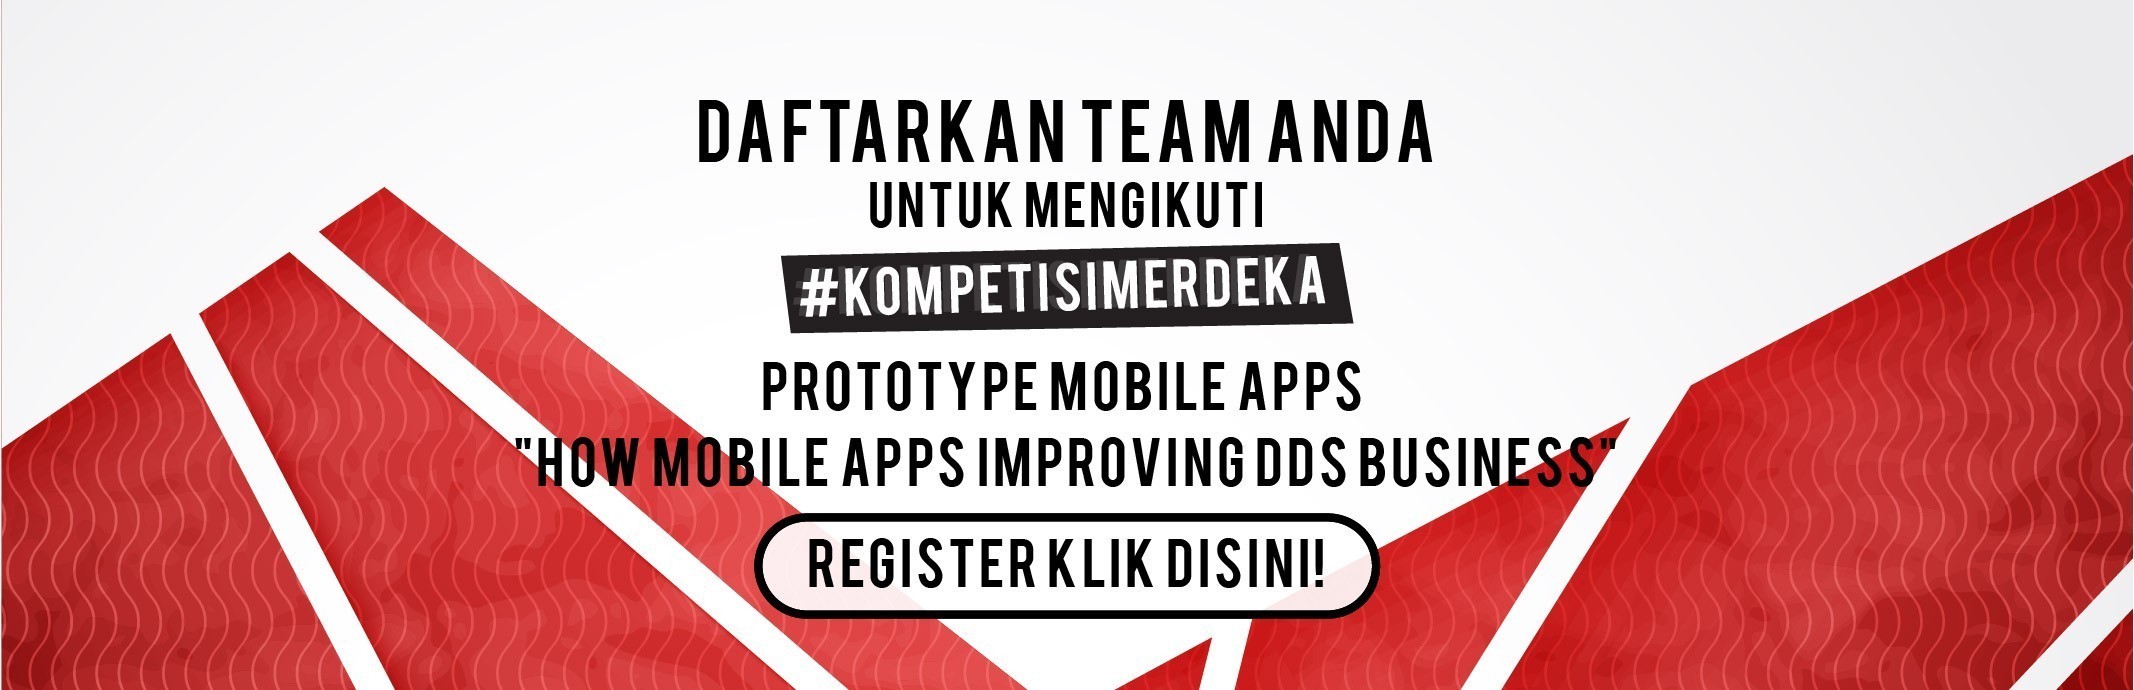 DAFTARKAN TEAM ANDA
UNTUK MENGIKUTI
#KOMPETISIMERDEKA
PROTOTYPE MOBILE APPS
"HOW MOBILE APPS IMPROVING DDS BUSINESS"
REGISTER KLIK DISINI!